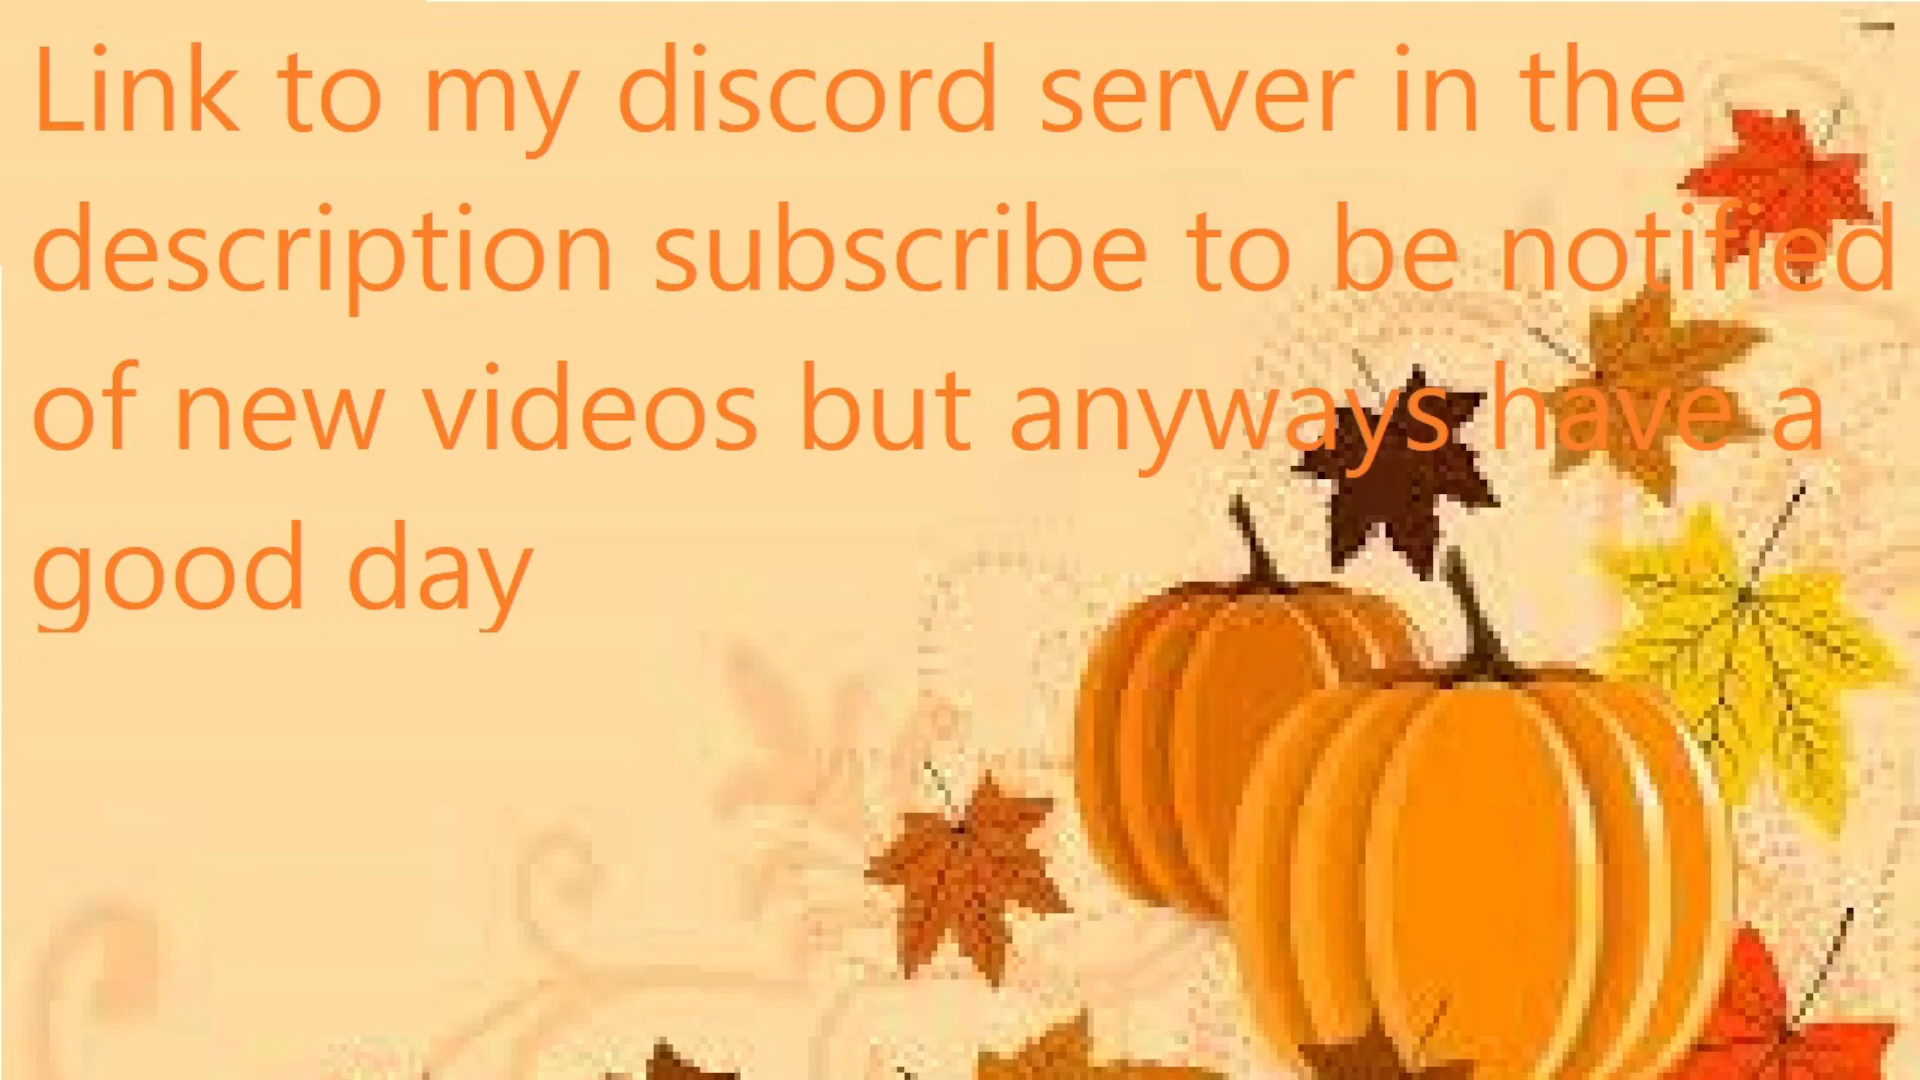 Link to my discord server in the
description subscribe to be notified
of new videos but anyways have a
good day